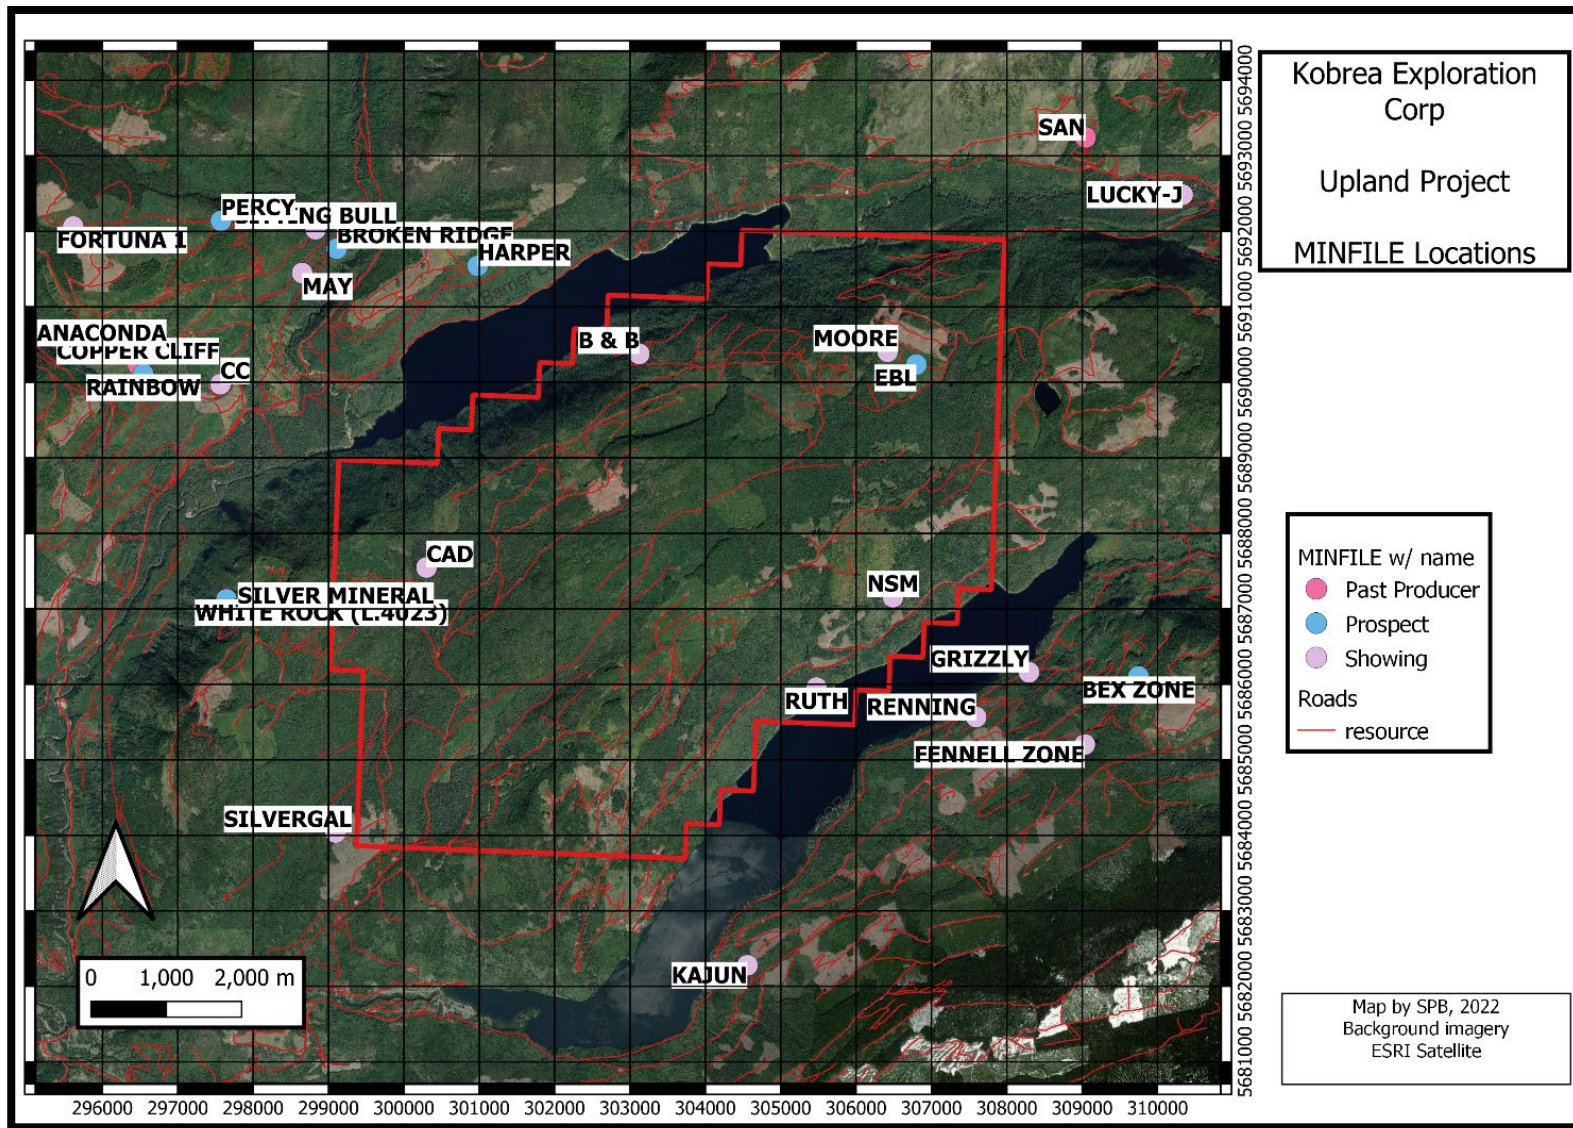 Kobrea Exploration
Corp
Upland Project
MINFILE Locations
SAN
LUCKY-J
PERCY
SITTING BULL
FORTUNA 1
BROKEN RIDGE
HARPER
MAY
ANACONDA
COPPER CLIFF
CC
RAINBOW
B & B
MOORE
EBL
CAD
SILVER MINERAL
WHITE ROCK (L.4023)
NSM
GRIZZLY
RUTH
RENNING
BEX ZONE
FENNELL ZONE
SILVERGAL
KAJUN
0 1,000 2,000 m
296000 297000 298000 299000 300000 301000 302000 303000 304000 305000 306000 307000 308000 309000 310000
5694000
5693000
5692000
5691000
5690000
5689000
5688000
5687000
5686000
5685000
5684000
5683000
5682000
5681000
MINFILE w/ name
Past Producer
Prospect
Showing
Roads
resource
Map by SPB, 2022
Background imagery
ESRI Satellite